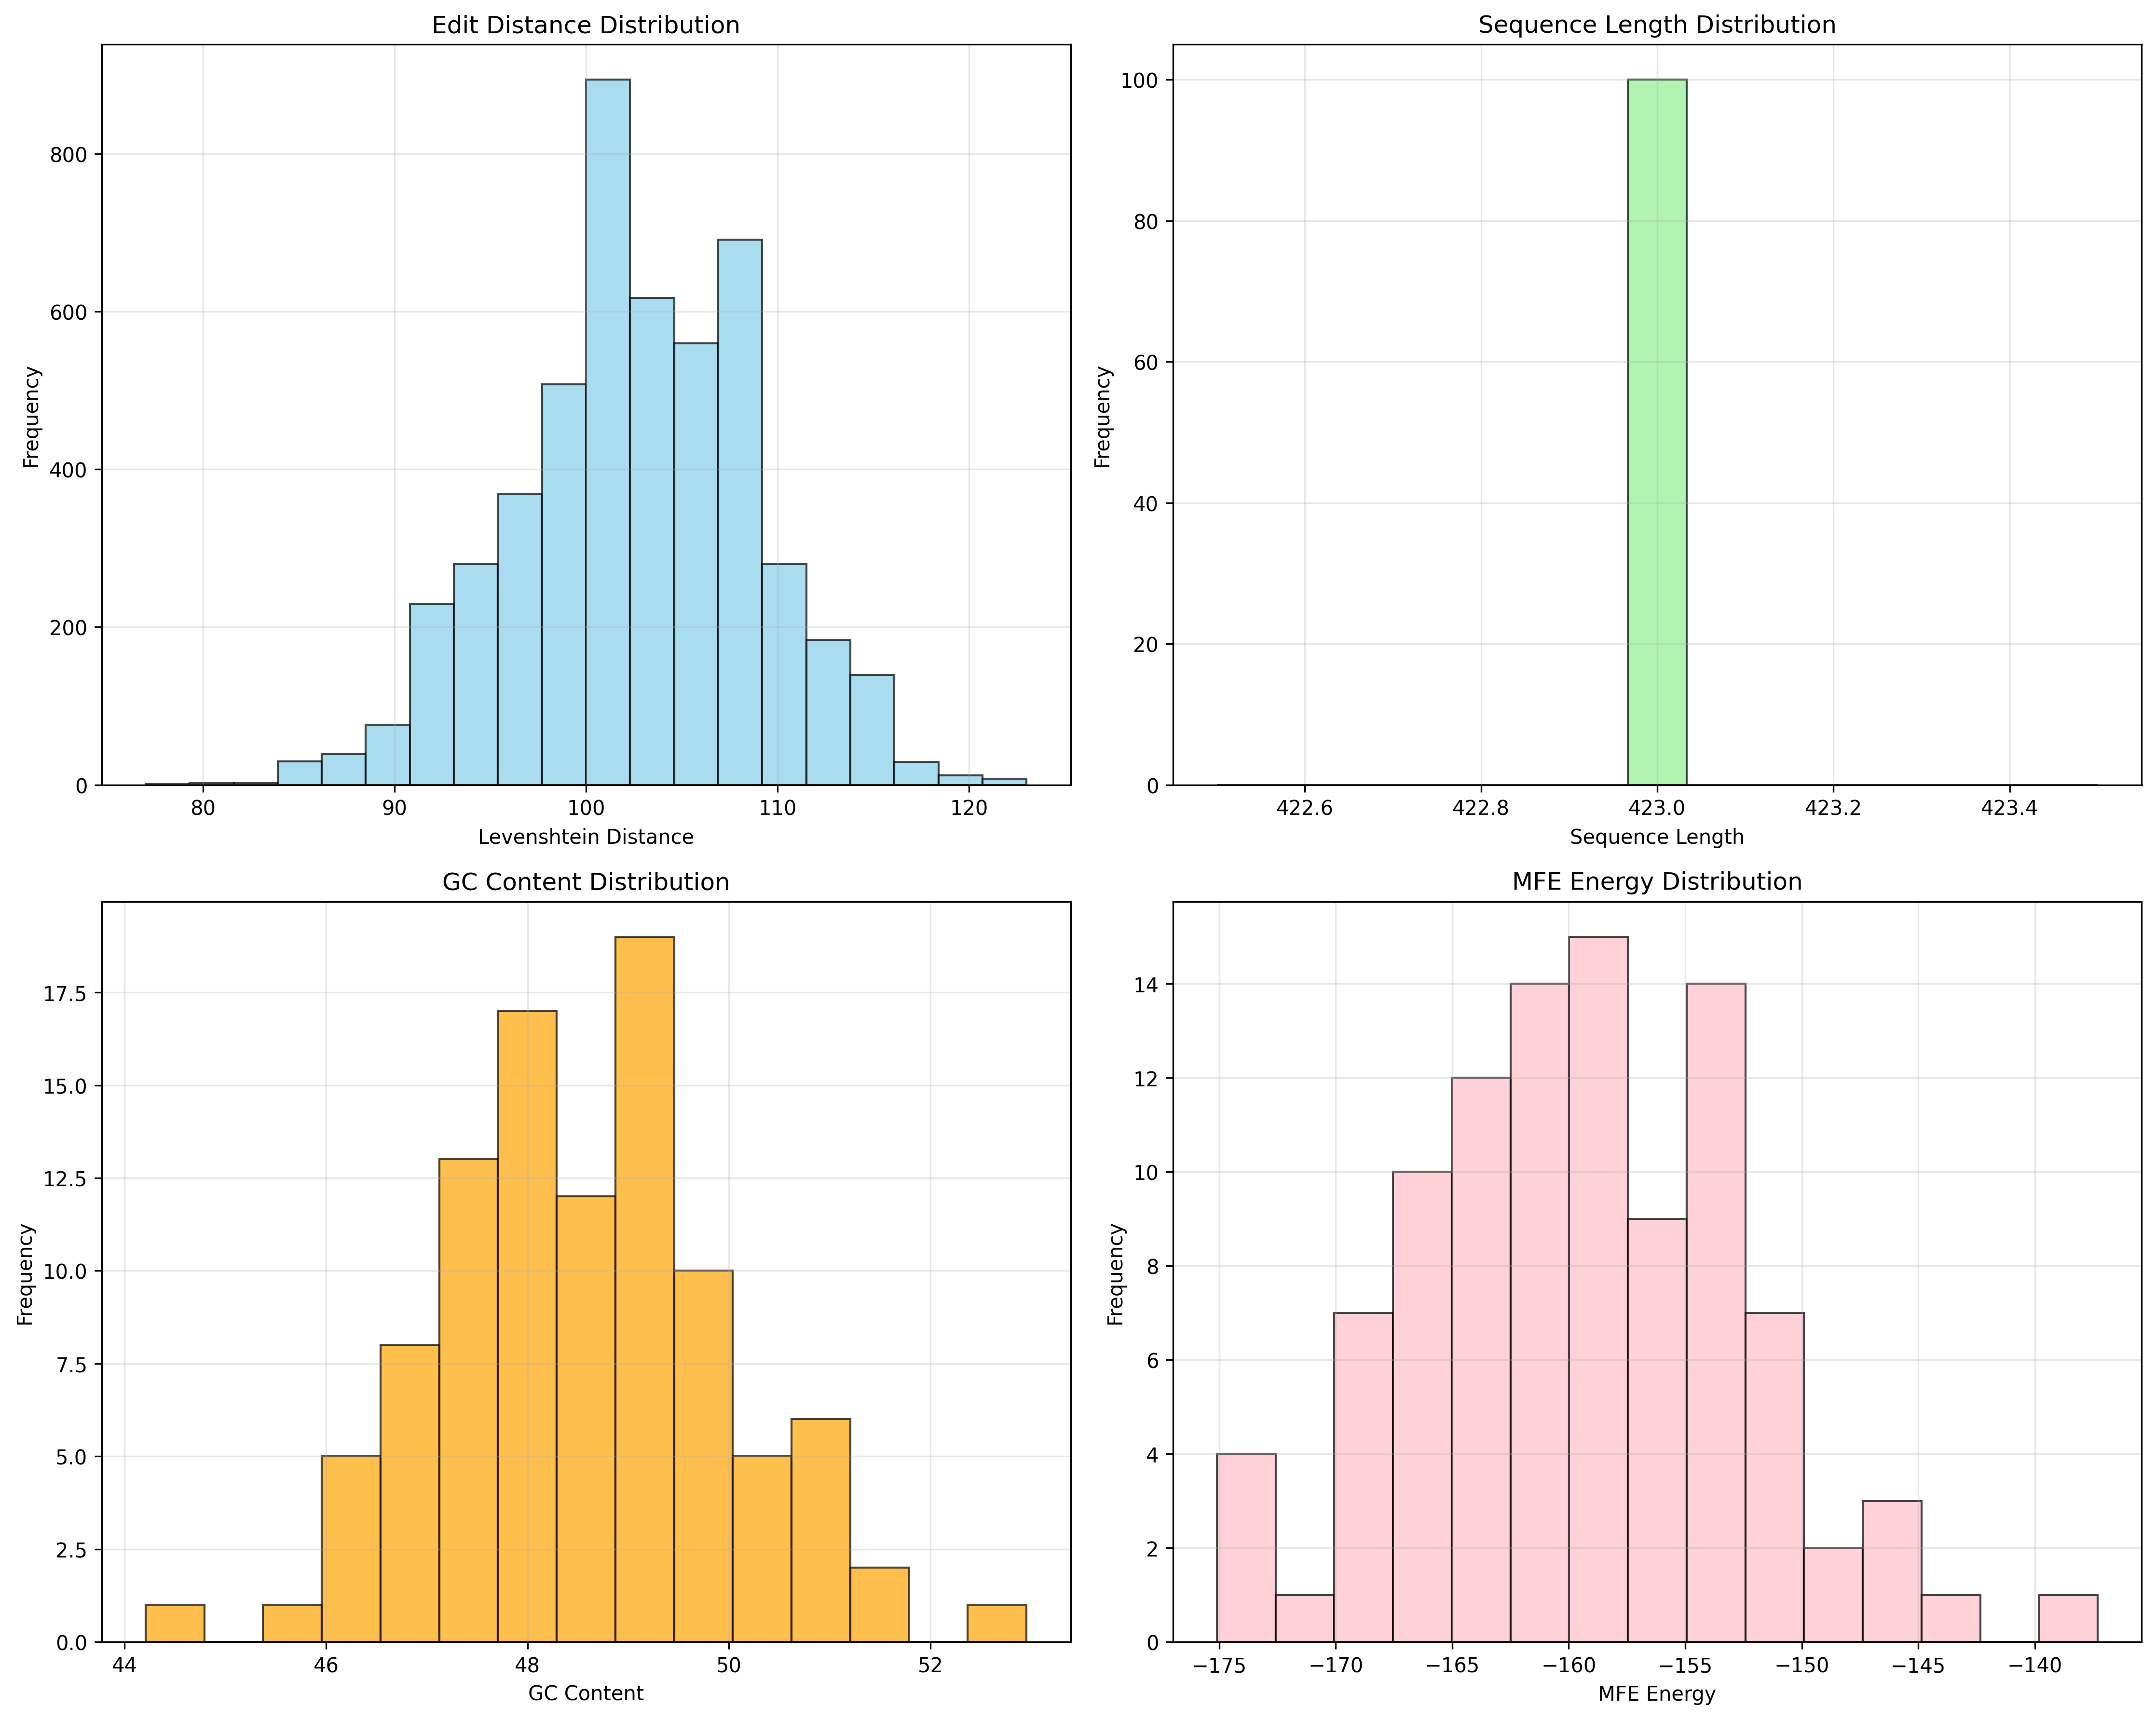 Edit Distance Distribution
Frequency
800
600
400
200
0
80 90 100 110 120
Levenshtein Distance
Sequence Length Distribution
Frequency
100
80
60
40
20
0
422.6 422.8 423.0 423.2 423.4
Sequence Length
GC Content Distribution
Frequency
17.5
15.0
12.5
10.0
7.5
5.0
2.5
0.0
44 46 48 50 52
GC Content
MFE Energy Distribution
Frequency
14
12
10
8
6
4
2
0
−175 −170 −165 −160 −155 −150 −145 −140
MFE Energy